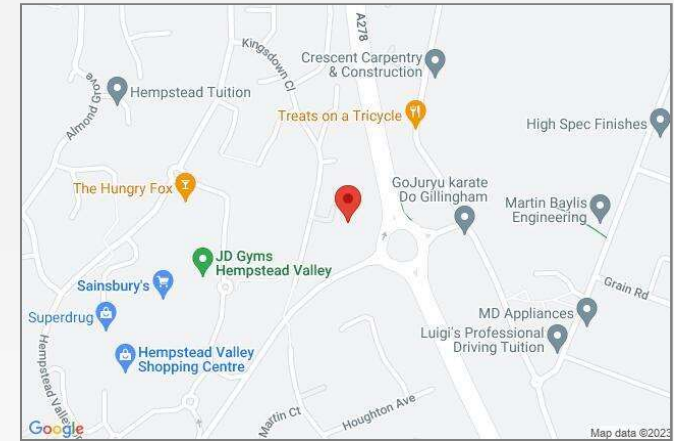 A278
Kingsdown Cl
Crescent Carpentry
& Construction
Hempstead Tuition
Almond Grove
Treats on a Tricycle
High Spec Finishes
The Hungry Fox
GoJuryu karate
Do Gillingham
Martin Baylis
Engineering
JD Gyms
Hempstead Valley
Sainsbury's
Grain Rd
Superdrug
MD Appliances
Luigi's Professional
Driving Tuition
Hempstead Valley
Shopping Centre
Hempstead Valley
Martin Ct
Houghton Ave
Google
Map data ©2023